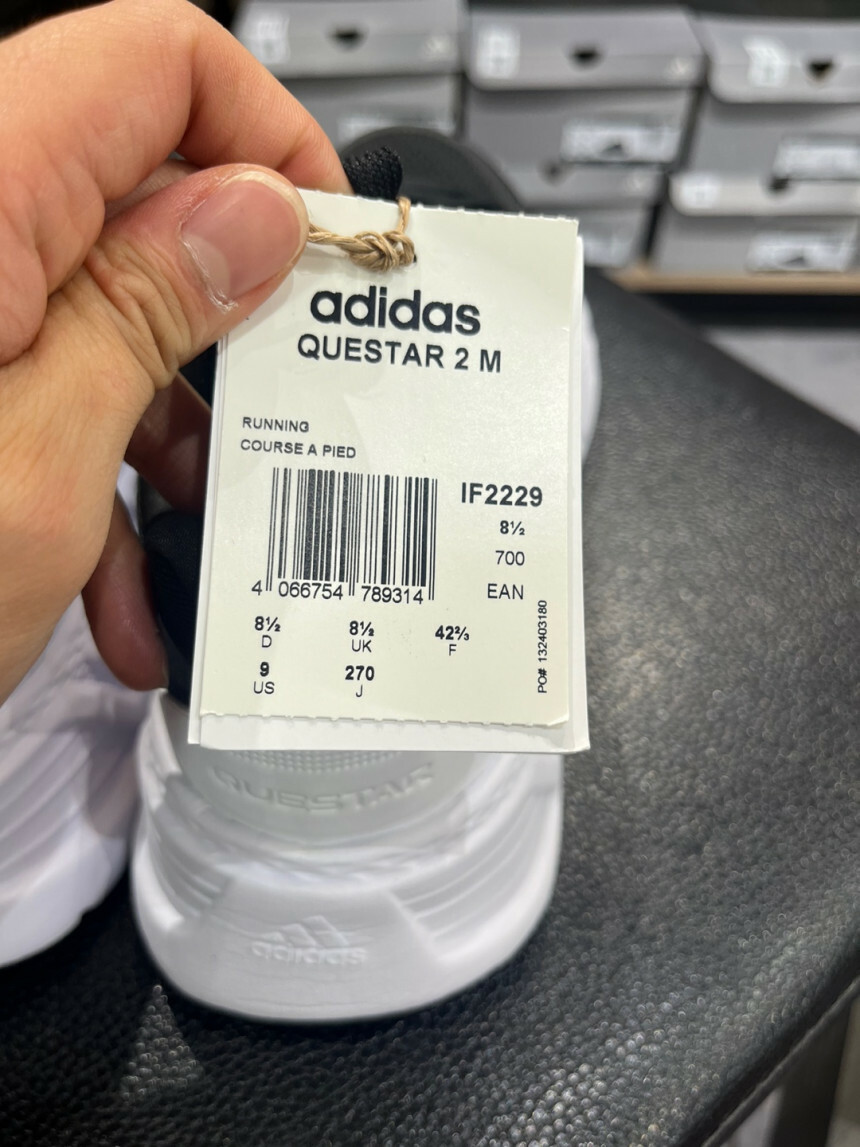 adidas
QUESTAR 2 M
RUNNING
COURSE A PIED
IF2229
8½
700
EAN
4 066754 789314
8½ 8½ 42⅔
D UK F
9 270
US J
PO# 132403180
QUESTAR
adidas